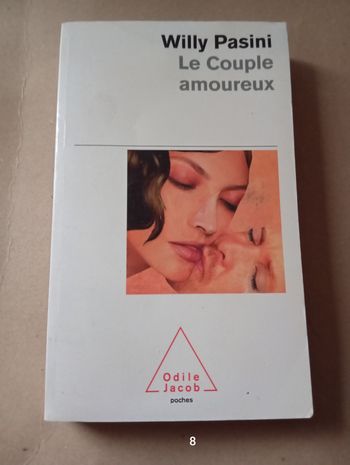 Willy Pasini
Le Couple
amoureux
Odile
Jacob
poches
8